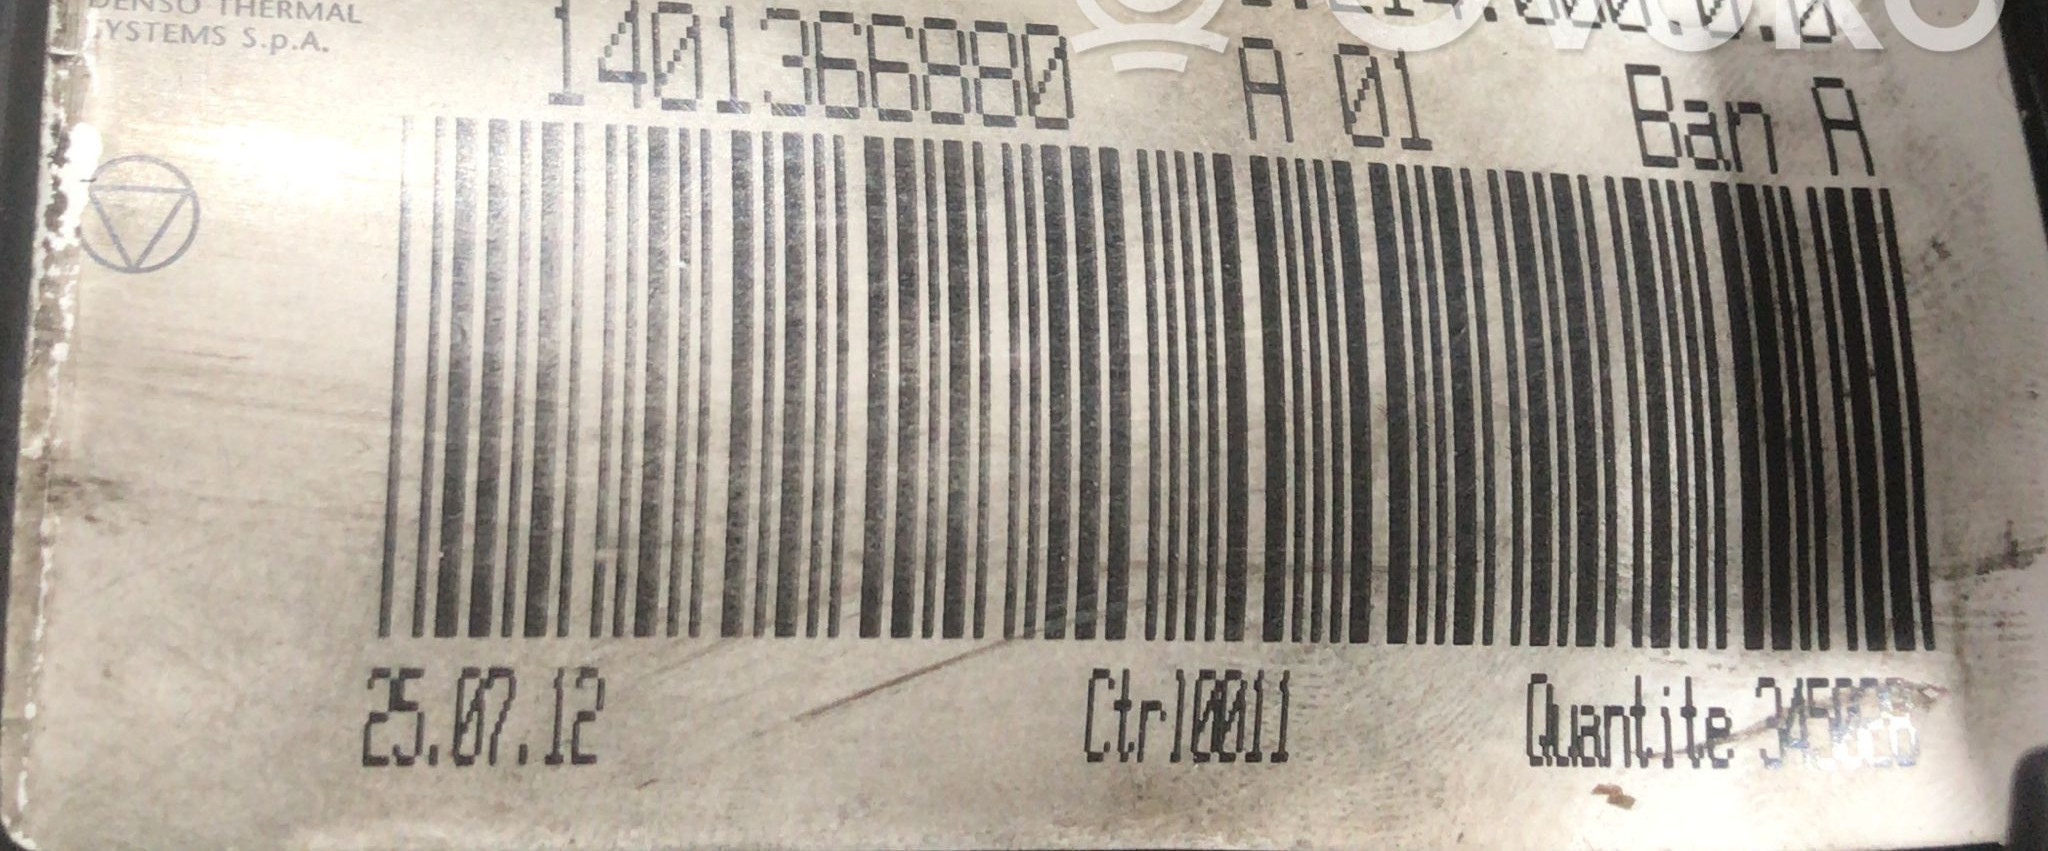 DENSO THERMAL
SYSTEMS S.p.A.
1401366880 A 01 Ban A
25.07.12 Ctrl0011 Quantite